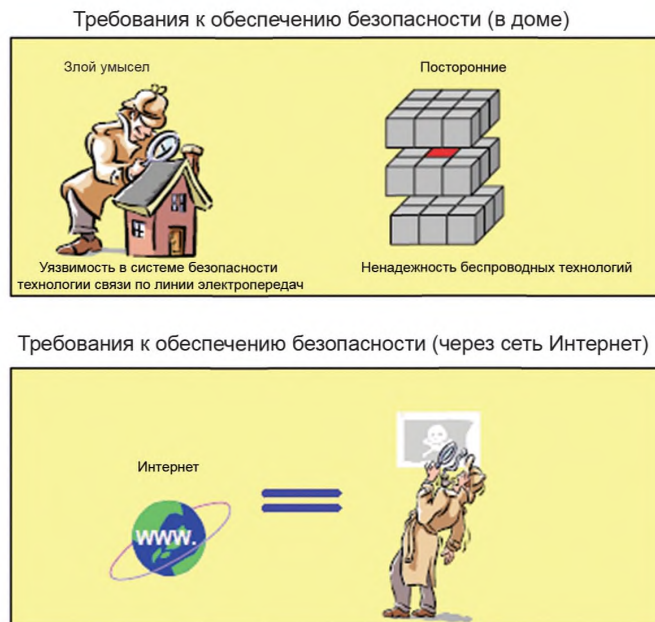 Требования к обеспечению безопасности (в доме)
Злой умысел
Посторонние
Уязвимость в системе безопасности
технологии связи по линии электропередач
Ненадежность беспроводных технологий
Требования к обеспечению безопасности (через сеть Интернет)
Интернет
www.